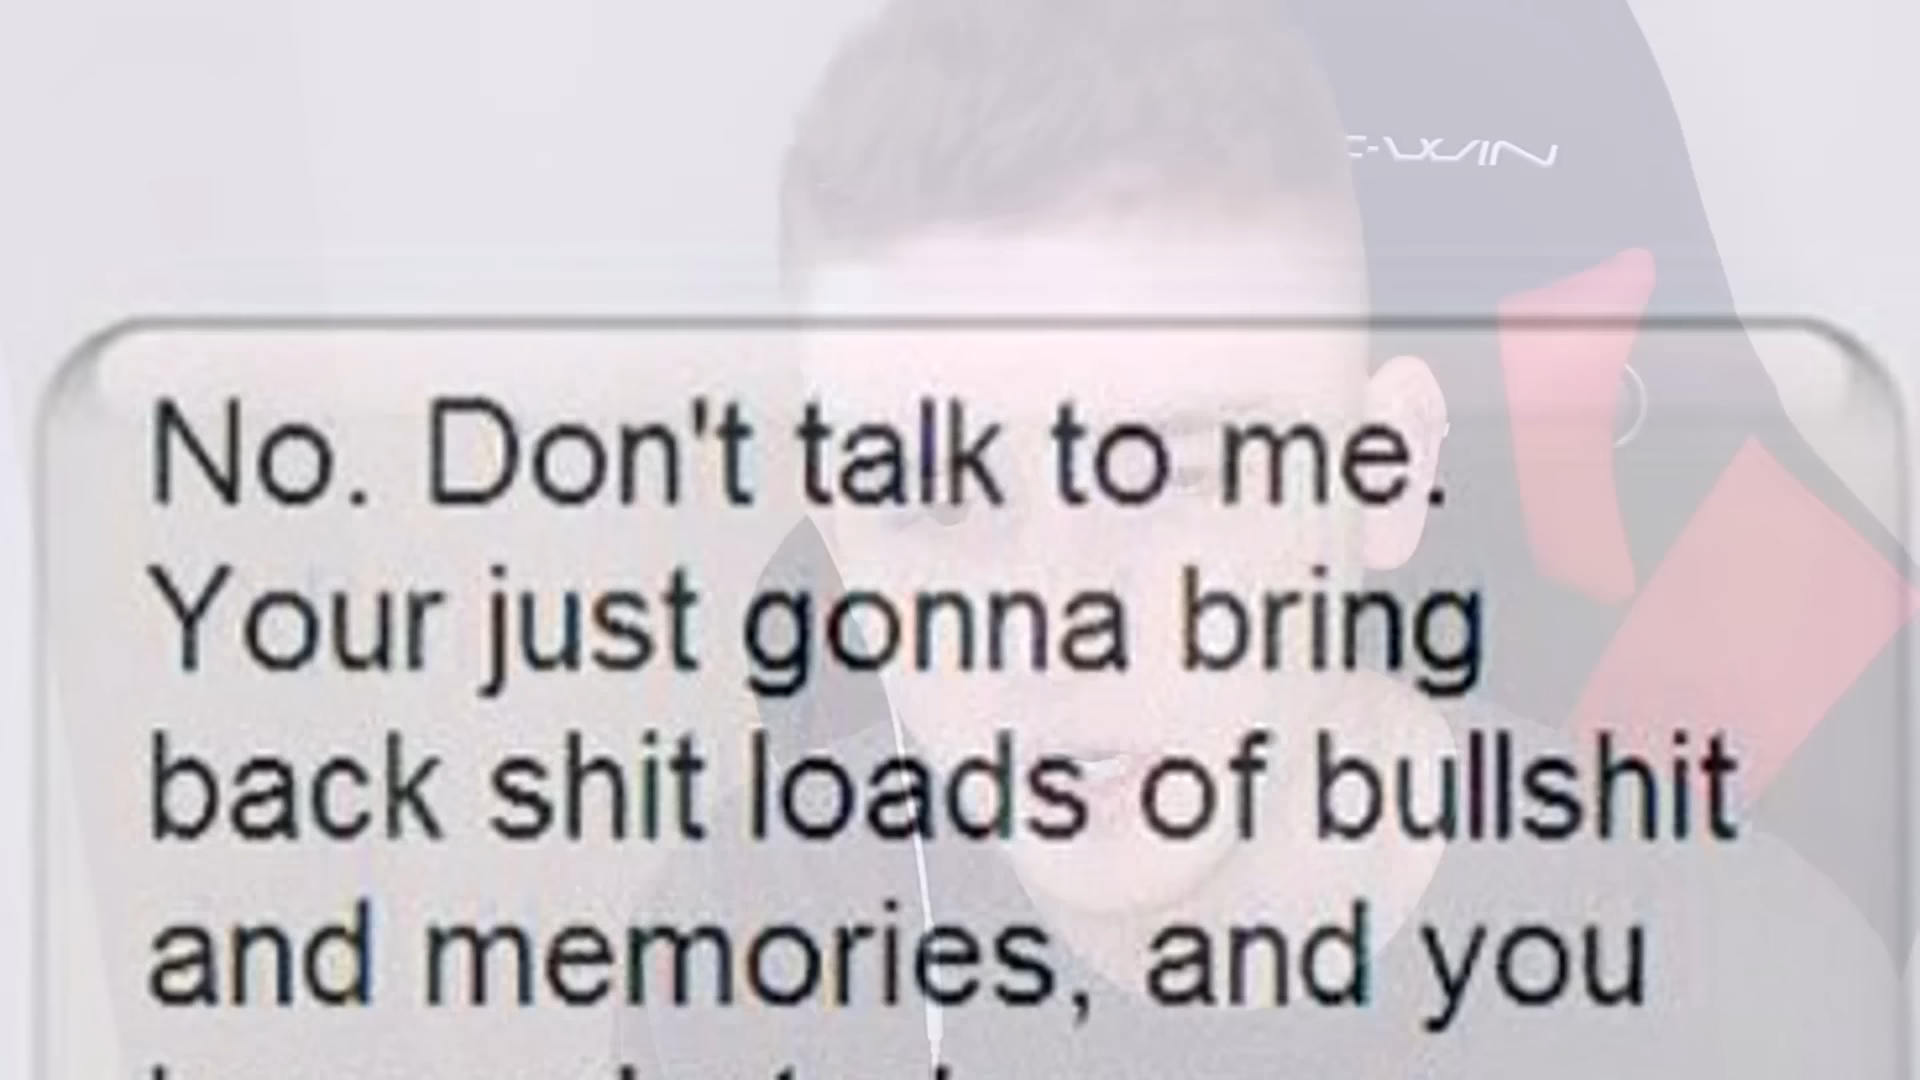 No. Don't talk to me.
Your just gonna bring
back shit loads of bullshit
and memories, and you